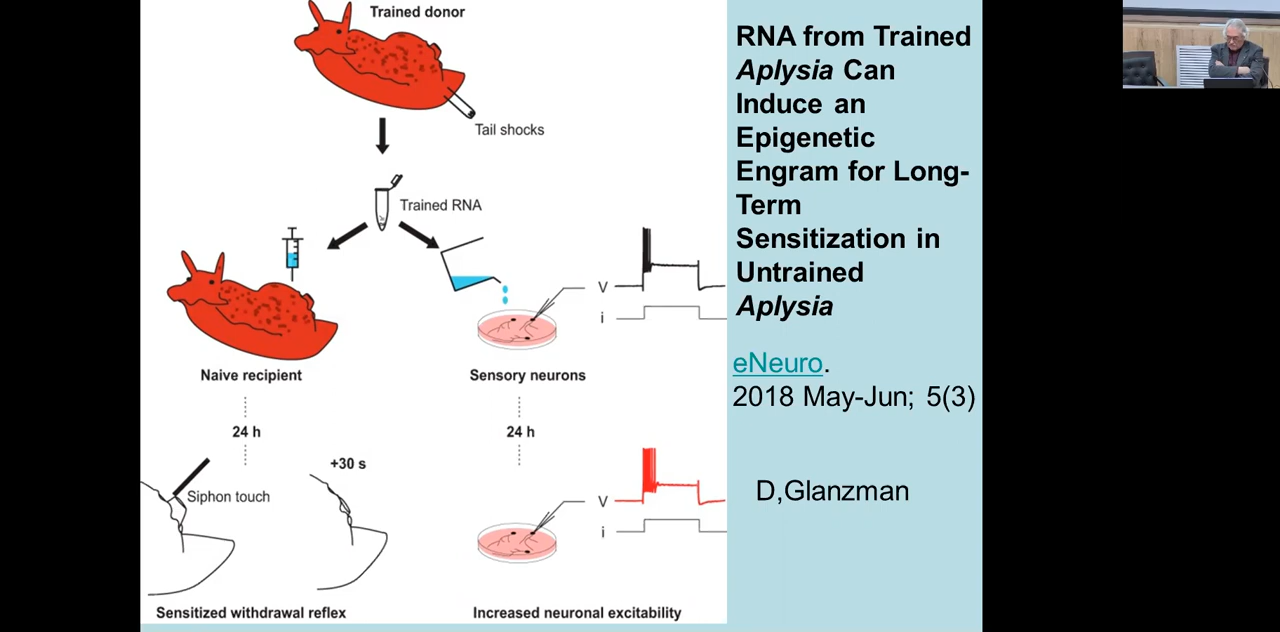 Trained donor
Tail shocks
Trained RNA
V
i
Naive recipient
Sensory neurons
24 h
24 h
+30 s
Siphon touch
V
i
Sensitized withdrawal reflex
Increased neuronal excitability
RNA from Trained
Aplysia Can
Induce an
Epigenetic
Engram for Long-
Term
Sensitization in
Untrained
Aplysia
eNeuro.
2018 May-Jun; 5(3)
D,Glanzman